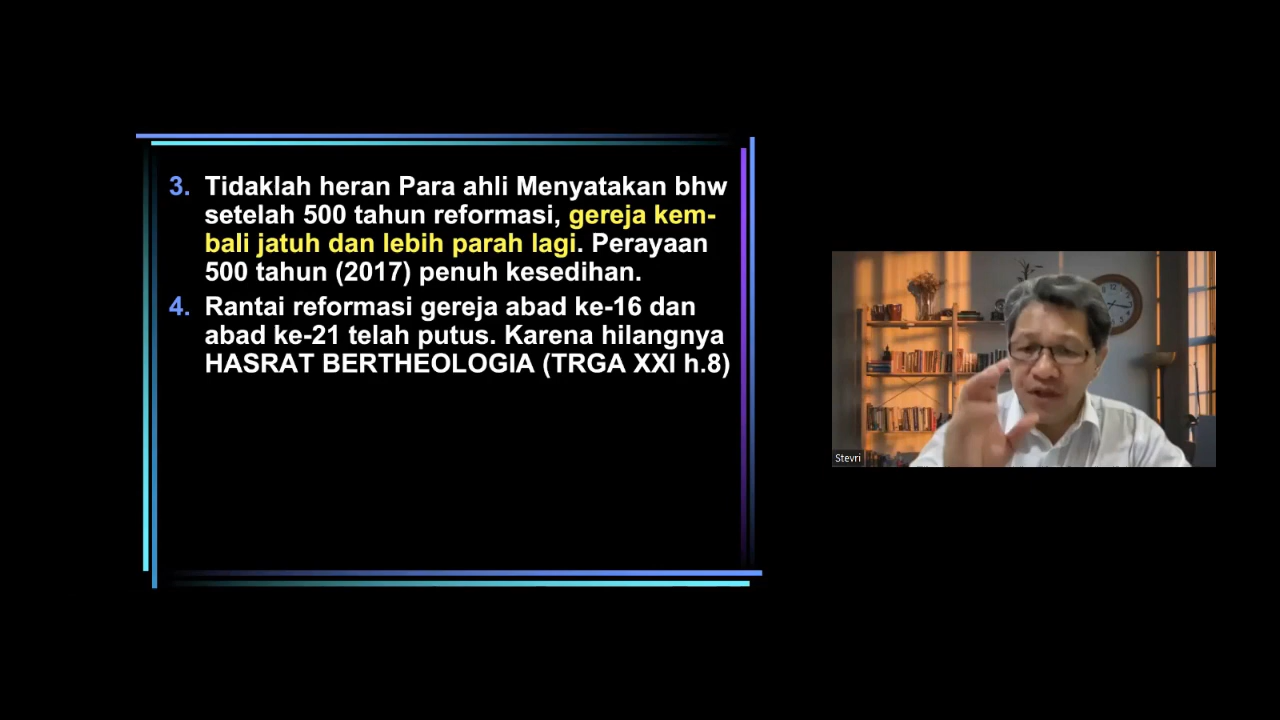 3. Tidaklah heran Para ahli Menyatakan bhw
setelah 500 tahun reformasi, gereja kem-
bali jatuh dan lebih parah lagi. Perayaan
500 tahun (2017) penuh kesedihan.
4. Rantai reformasi gereja abad ke-16 dan
abad ke-21 telah putus. Karena hilangnya
HASRAT BERTHEOLOGIA (TRGA XXI h.8)
Stevri